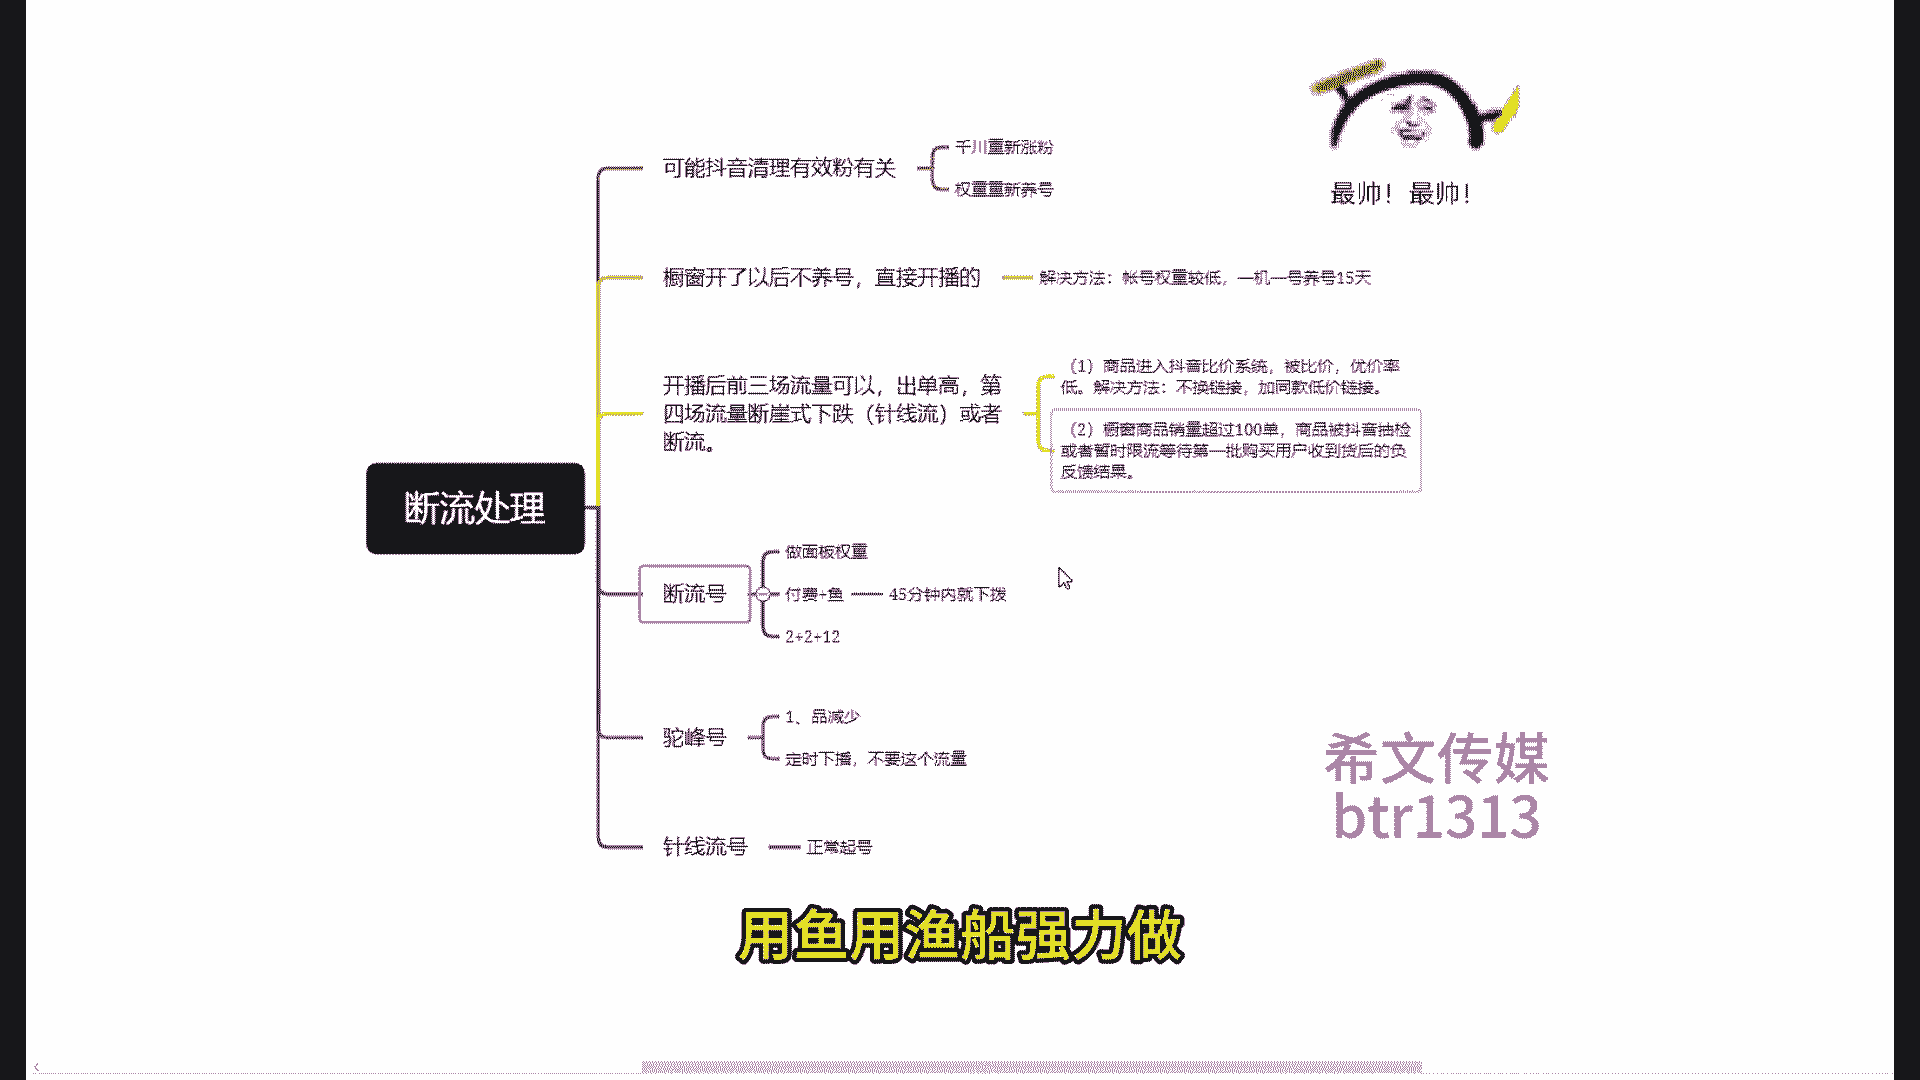 最帅！最帅！
可能抖音清理有效粉有关
千川重新涨粉
权重重新养号
橱窗开了以后不养号，直接开播的
解决方法：帐号权重较低，一机一号养号15天
开播后前三场流量可以，出单高，第
四场流量断崖式下跌（针线流）或者
断流。
（1）商品进入抖音比价系统，被比价，优价率
低。解决方法：不换链接，加同款低价链接。
（2）橱窗商品销量超过100单，商品被抖音抽检
或者暂时限流等待第一批购买用户收到货后的负
反馈结果。
断流处理
断流号
做面板权重
付费+鱼
45分钟内就下拨
2+2+12
驼峰号
1、品减少
定时下播，不要这个流量
针线流号
正常起号
希文传媒
btr1313
用鱼用渔船强力做